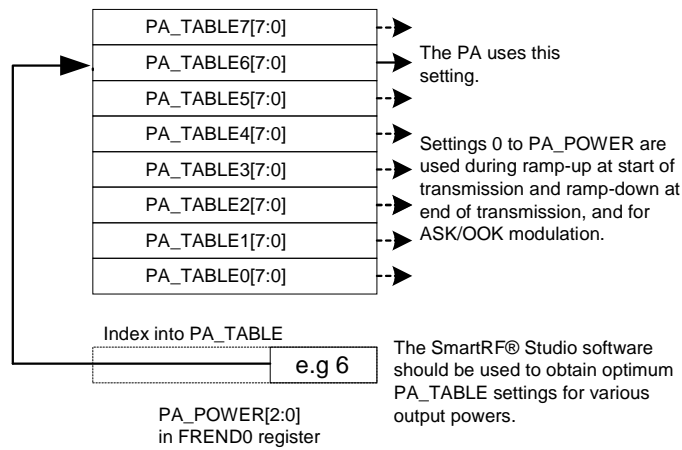 PA_TABLE7[7:0]
PA_TABLE6[7:0]
PA_TABLE5[7:0]
PA_TABLE4[7:0]
PA_TABLE3[7:0]
PA_TABLE2[7:0]
PA_TABLE1[7:0]
PA_TABLE0[7:0]
The PA uses this
setting.
Settings 0 to PA_POWER are
used during ramp-up at start of
transmission and ramp-down at
end of transmission, and for
ASK/OOK modulation.
Index into PA_TABLE
e.g 6
PA_POWER[2:0]
in FREND0 register
The SmartRF® Studio software
should be used to obtain optimum
PA_TABLE settings for various
output powers.